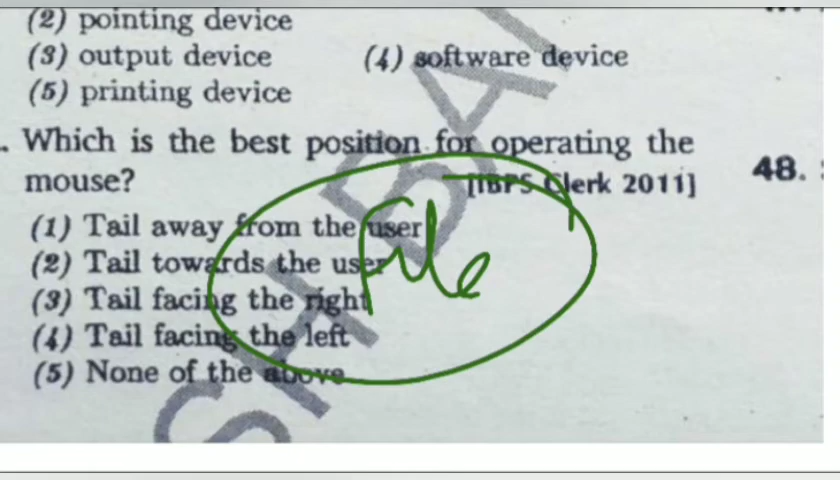 (2) pointing device
(3) output device (4) software device
(5) printing device
. Which is the best position for operating the
mouse? [IBPS Clerk 2011]
48.
(1) Tail away from the user
(2) Tail towards the user
(3) Tail facing the right
(4) Tail facing the left
(5) None of the above
File